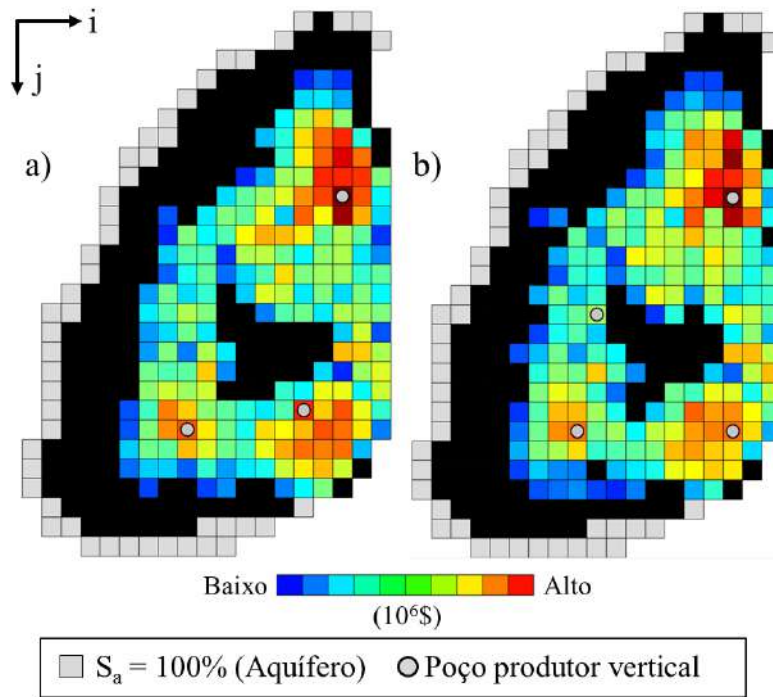 i
j
a)
b)
Baixo
Alto
(10⁶$)
Sₐ = 100% (Aquífero)
Poço produtor vertical